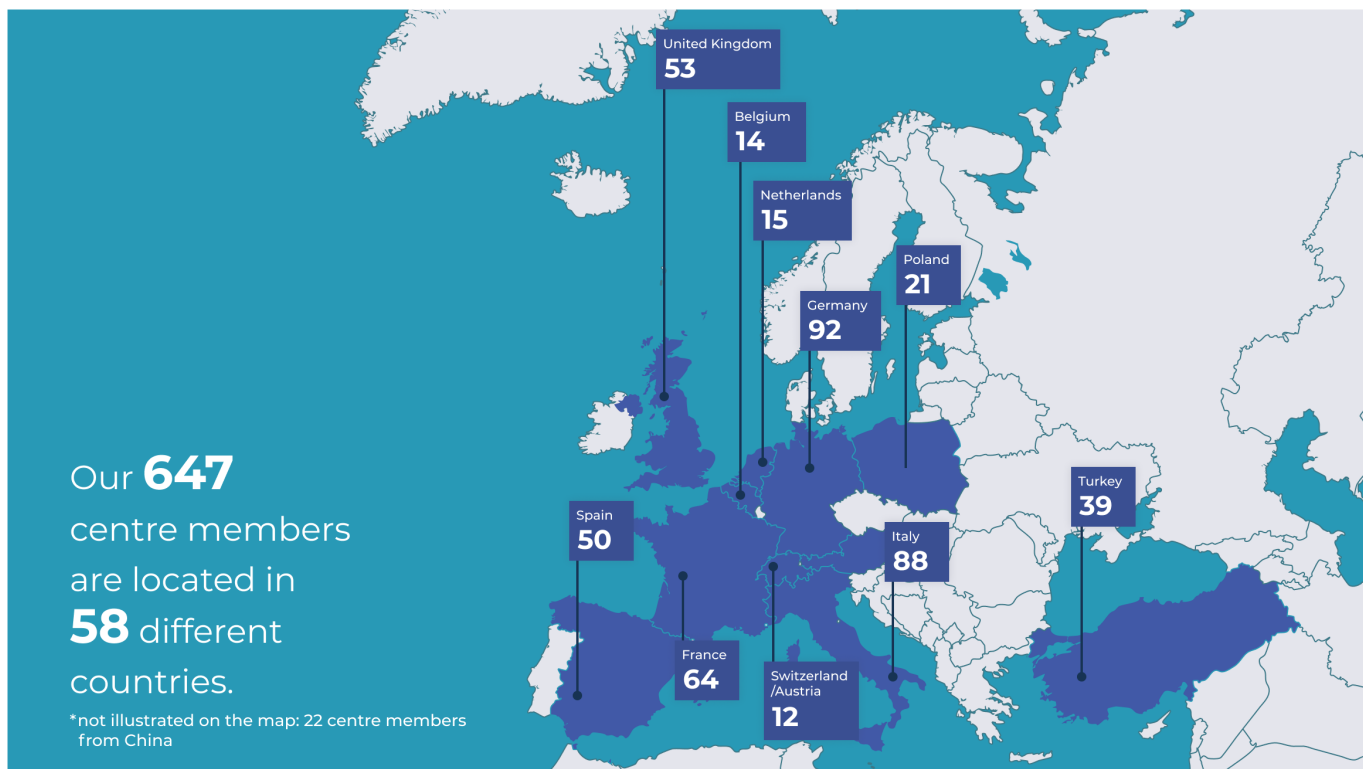 United Kingdom
53
Belgium
14
Netherlands
15
Poland
21
Germany
92
Turkey
39
Spain
50
Italy
88
France
64
Switzerland
/Austria
12
Our 647
centre members
are located in
58 different
countries.
*not illustrated on the map: 22 centre members
from China